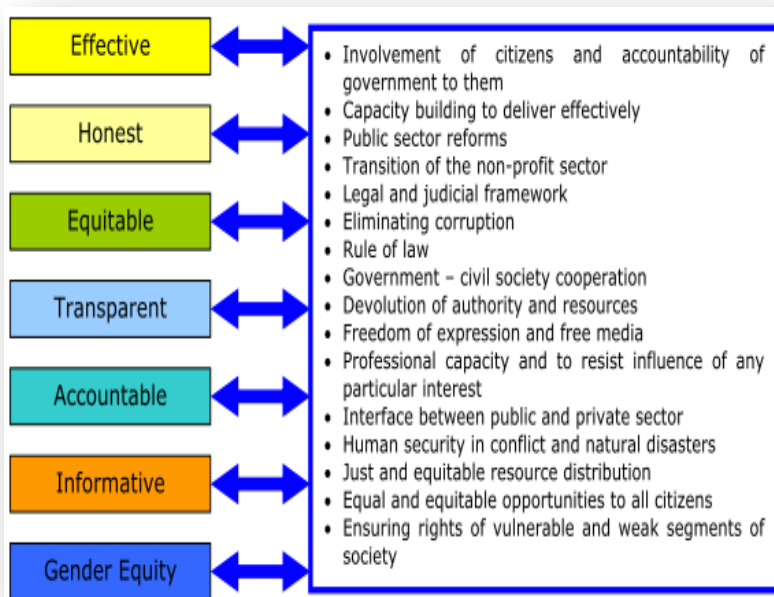 Effective
Honest
Equitable
Transparent
Accountable
Informative
Gender Equity
• Involvement of citizens and accountability of
government to them
• Capacity building to deliver effectively
• Public sector reforms
• Transition of the non-profit sector
• Legal and judicial framework
• Eliminating corruption
• Rule of law
• Government – civil society cooperation
• Devolution of authority and resources
• Freedom of expression and free media
• Professional capacity and to resist influence of any
particular interest
• Interface between public and private sector
• Human security in conflict and natural disasters
• Just and equitable resource distribution
• Equal and equitable opportunities to all citizens
• Ensuring rights of vulnerable and weak segments of
society